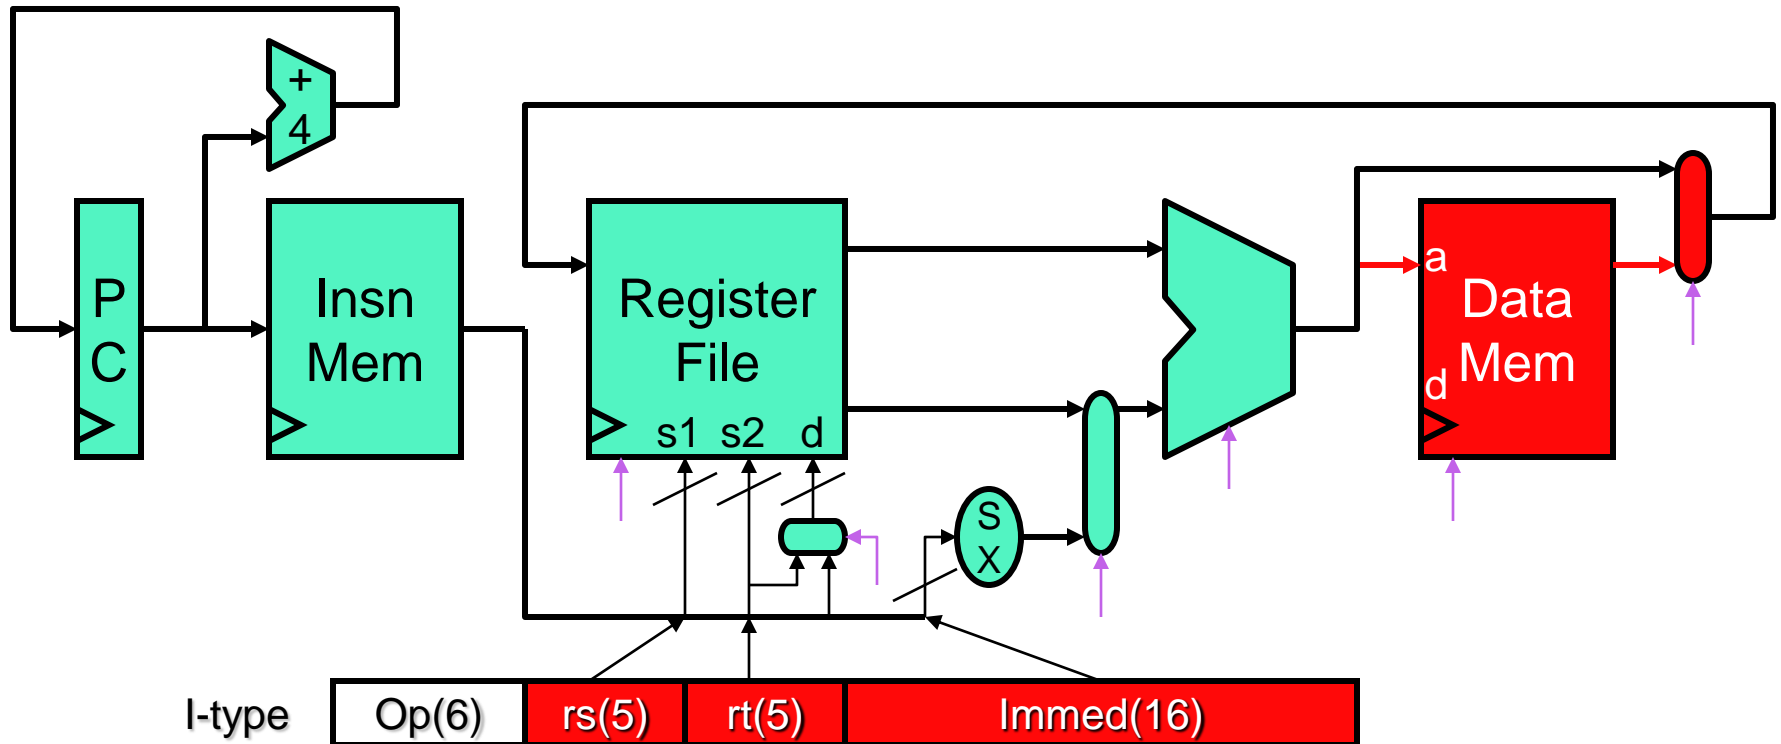 +
4
P
C
Insn
Mem
Register
File
s1 s2 d
S
X
a
d
Data
Mem
I-type
Op(6)
rs(5)
rt(5)
Immed(16)